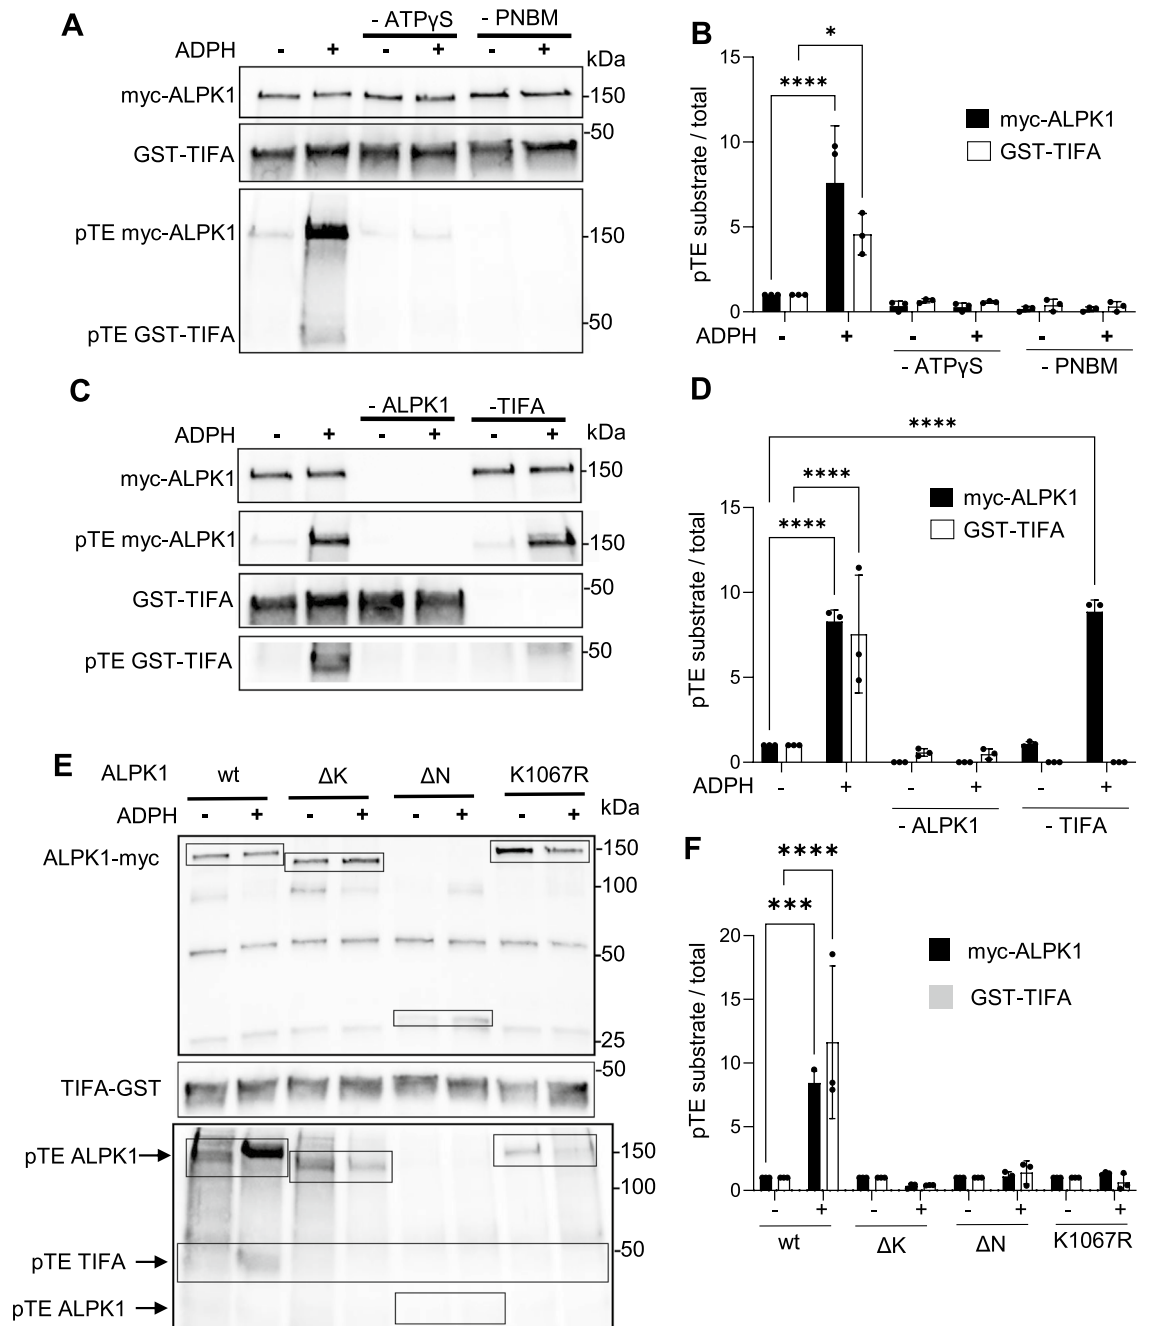 A
- ATPγS
- PNBM
ADPH - + - + - + kDa
myc-ALPK1 -150
GST-TIFA -50
pTE myc-ALPK1 -150
pTE GST-TIFA -50
B
pTE substrate / total
15
10
5
0
**** *
myc-ALPK1
GST-TIFA
ADPH - + - + - +
- ATPγS - PNBM
C
- ALPK1 -TIFA
ADPH - + - + - + kDa
myc-ALPK1 -150
pTE myc-ALPK1 -150
GST-TIFA -50
pTE GST-TIFA -50
D
pTE substrate / total
15
10
5
0
****
****
****
myc-ALPK1
GST-TIFA
ADPH - + - + - +
- ALPK1 - TIFA
E
ALPK1 wt ΔK ΔN K1067R
ADPH - + - + - + - + kDa
ALPK1-myc -150
-100
-50
-25
TIFA-GST -50
pTE ALPK1 -150
-100
pTE TIFA -50
pTE ALPK1
F
pTE substrate / total
20
15
10
5
0
****
***
myc-ALPK1
GST-TIFA
- + - + - + - +
wt ΔK ΔN K1067R